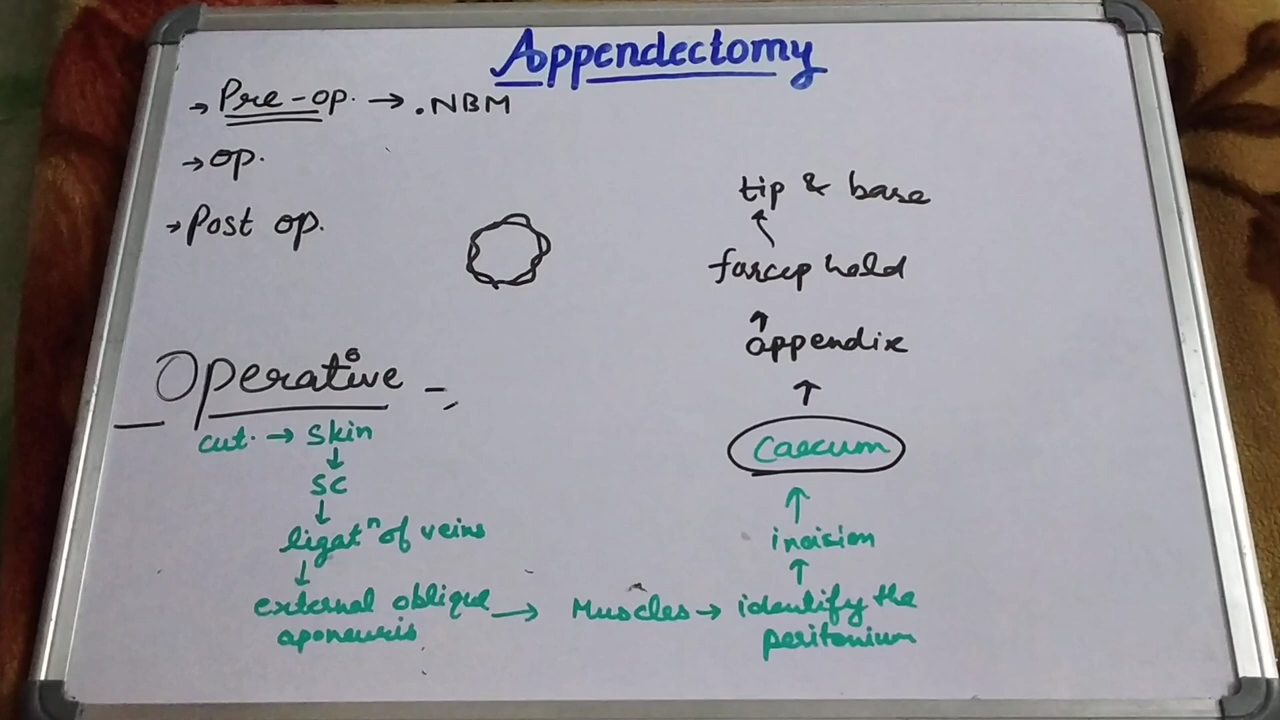 Appendectomy
→ Pre-op. → .NBM
→ op.
→ Post op.
Operative -,
cut. → skin
↓
SC
↓
ligatⁿ of veins
↓
external oblique → Muscles → identify the
aponeuris
peritonium
↑
incision
↑
Caecum
↑
appendix
↑
forcep hold
↑
tip & base